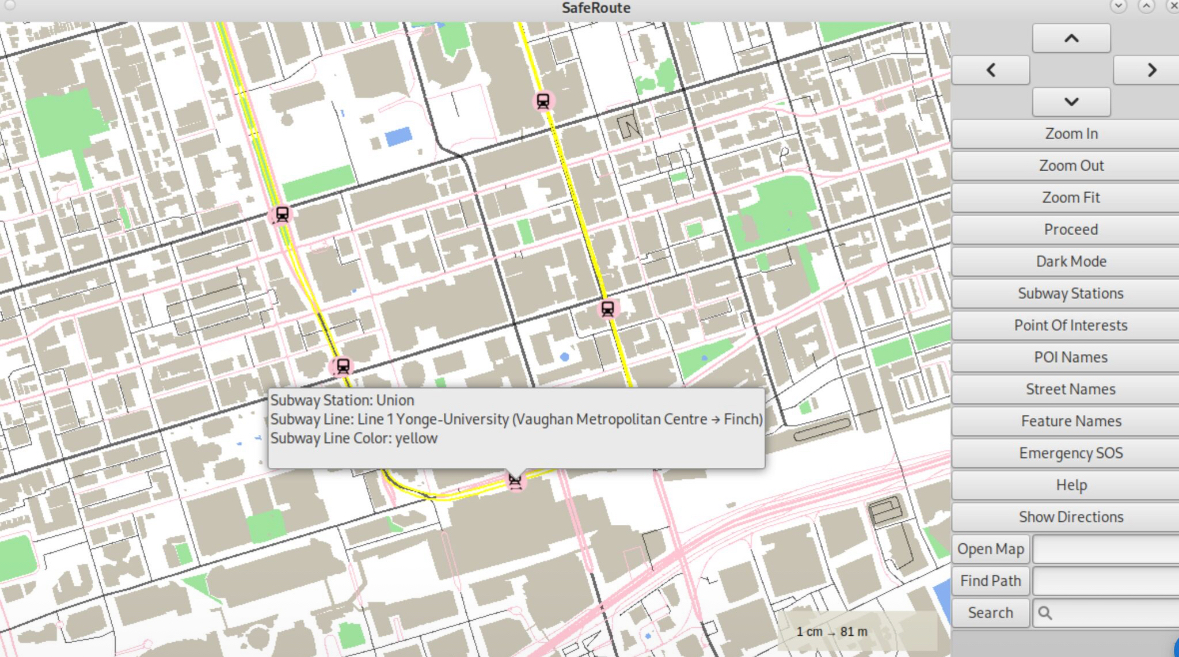 SafeRoute
Zoom In
Zoom Out
Zoom Fit
Proceed
Dark Mode
Subway Stations
Point Of Interests
POI Names
Street Names
Feature Names
Emergency SOS
Help
Show Directions
Open Map
Find Path
Search
Subway Station: Union
Subway Line: Line 1 Yonge-University (Vaughan Metropolitan Centre → Finch)
Subway Line Color: yellow
1 cm → 81 m